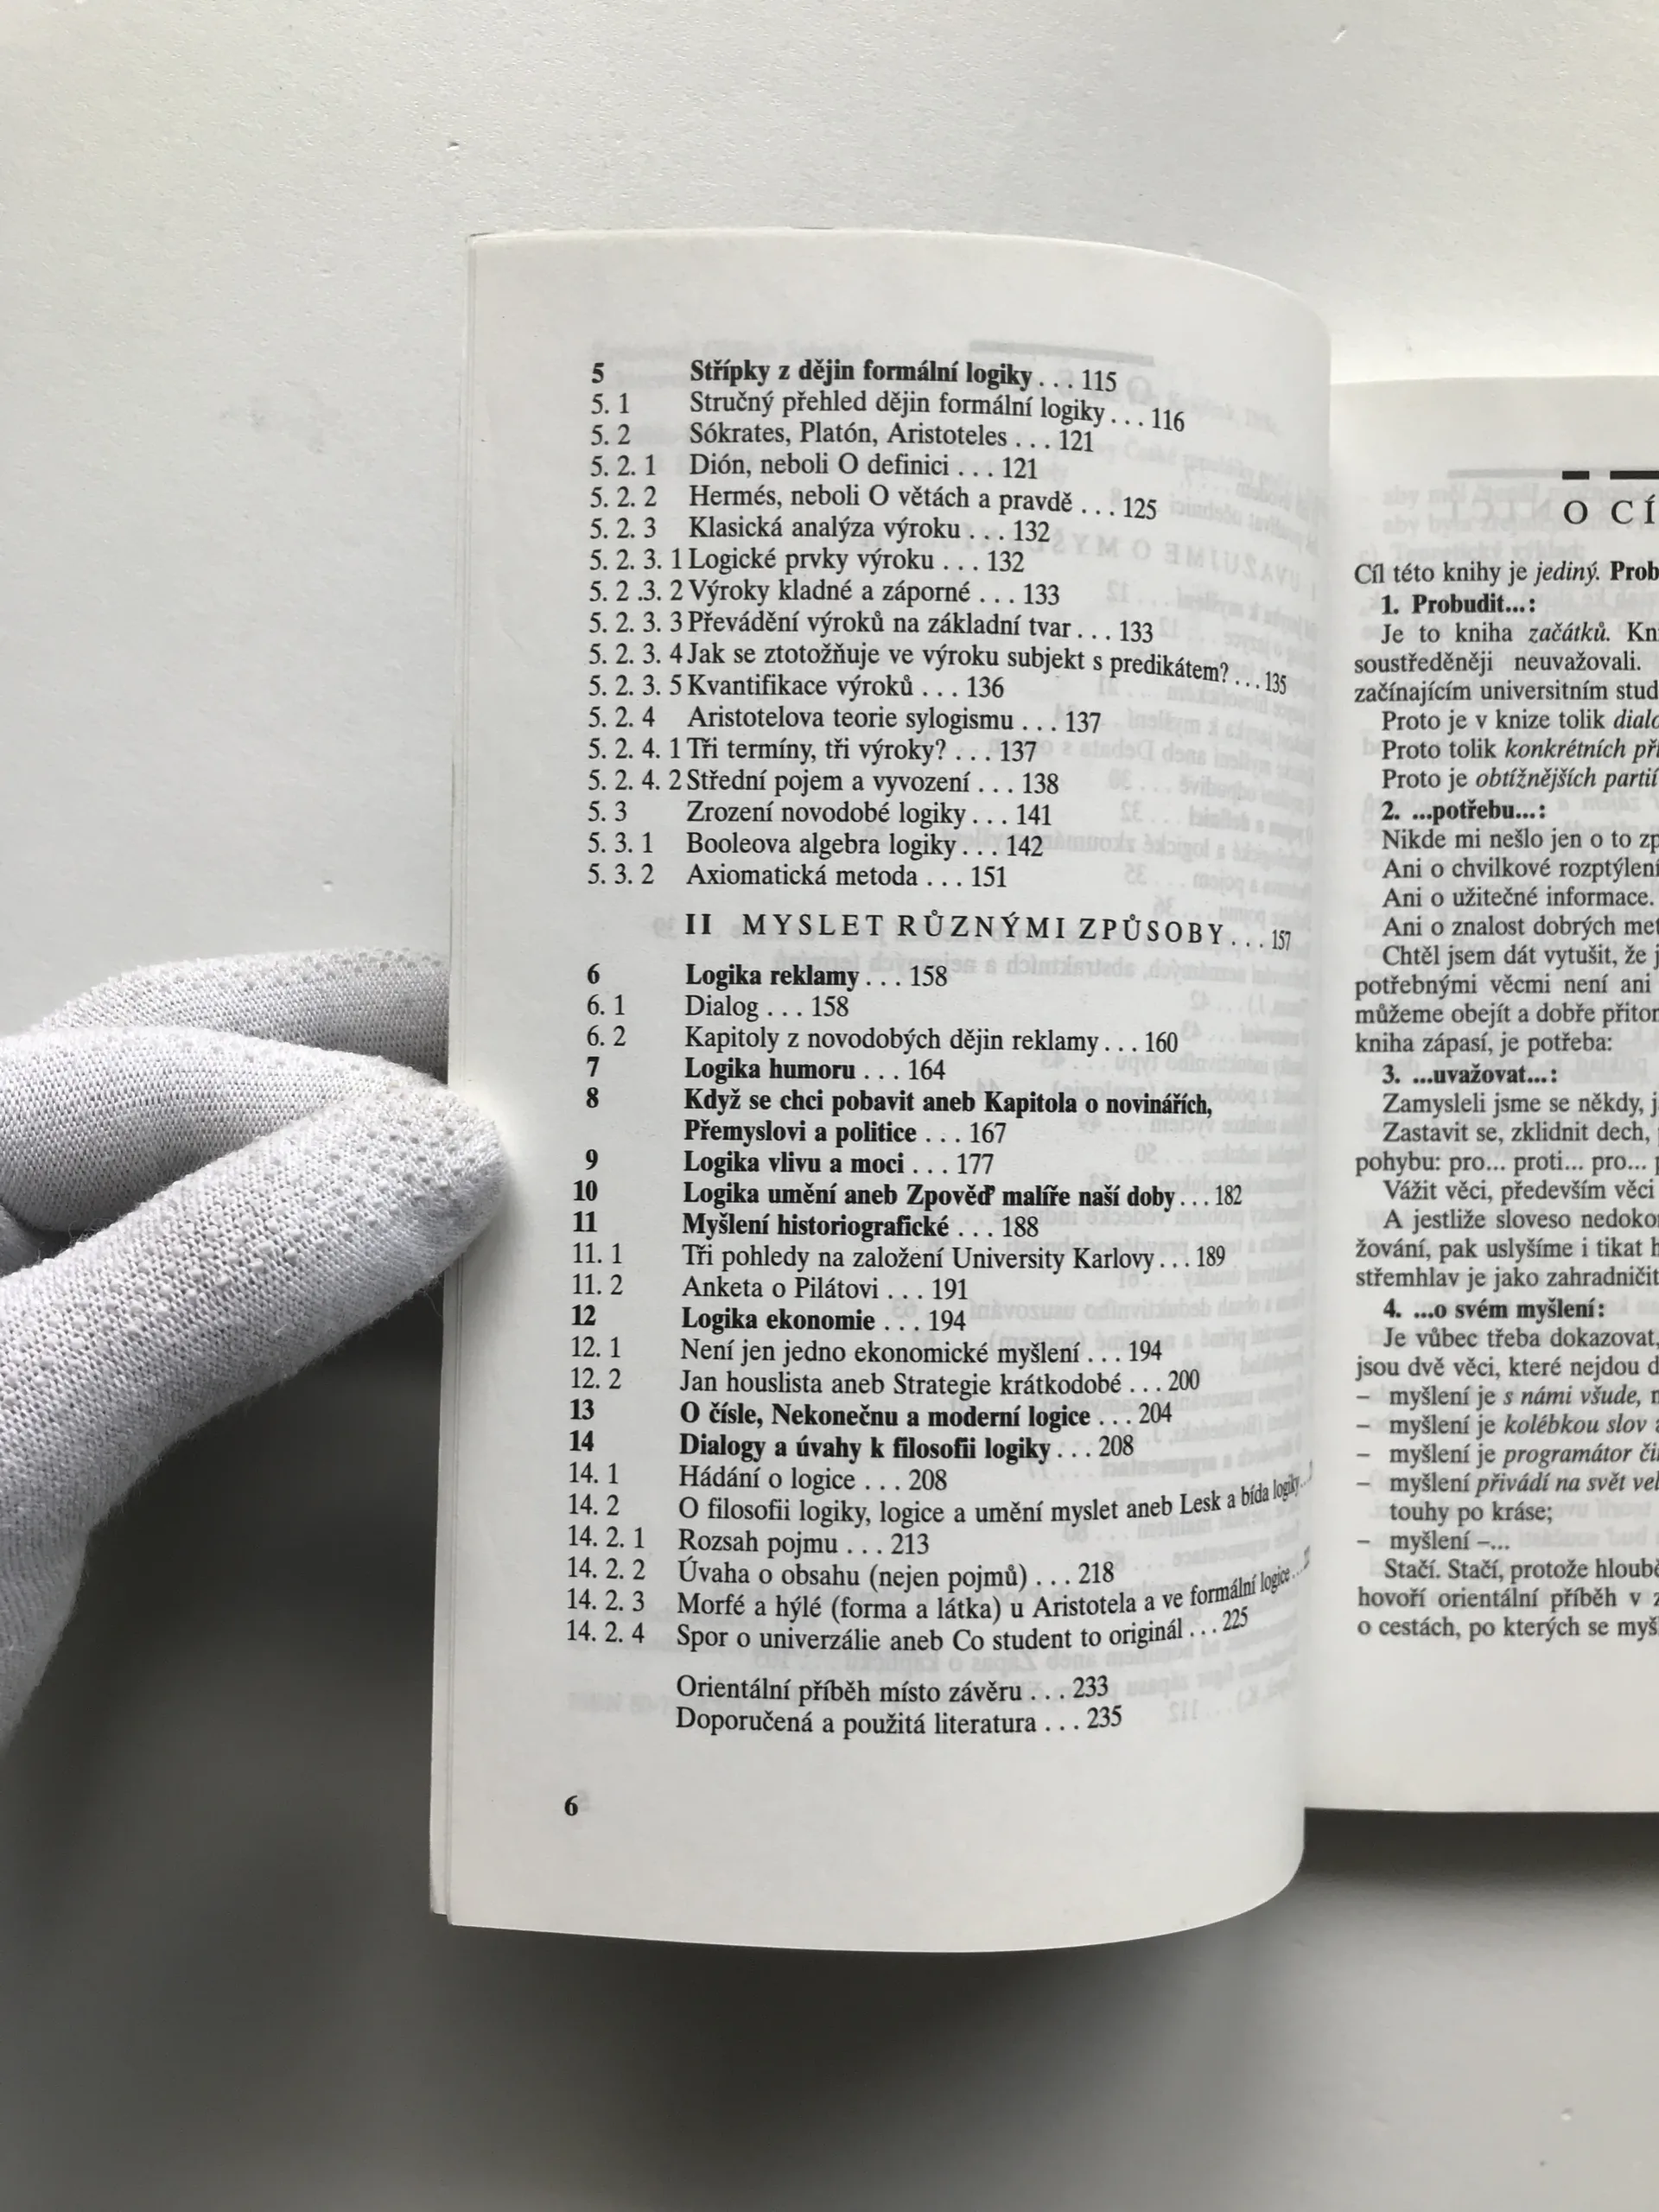 5 Střípky z dějin formální logiky . . . 115
5. 1 Stručný přehled dějin formální logiky . . . 116
5. 2 Sókrates, Platón, Aristoteles . . . 121
5. 2. 1 Dión, neboli O definici . . . 121
5. 2. 2 Hermés, neboli O větách a pravdě . . . 125
5. 2. 3 Klasická analýza výroku . . . 132
5. 2. 3. 1 Logické prvky výroku . . . 132
5. 2 .3. 2 Výroky kladné a záporné . . . 133
5. 2. 3. 3 Převádění výroků na základní tvar . . . 133
5. 2. 3. 4 Jak se ztotožňuje ve výroku subjekt s predikátem? . . . 135
5. 2. 3. 5 Kvantifikace výroků . . . 136
5. 2. 4 Aristotelova teorie sylogismu . . . 137
5. 2. 4. 1 Tři termíny, tři výroky? . . . 137
5. 2. 4. 2 Střední pojem a vyvození . . . 138
5. 3 Zrození novodobé logiky . . . 141
5. 3. 1 Booleova algebra logiky . . . 142
5. 3. 2 Axiomatická metoda . . . 151
II MYSLET RŮZNÝMI ZPŮSOBY . . . 157
6 Logika reklamy . . . 158
6. 1 Dialog . . . 158
6. 2 Kapitoly z novodobých dějin reklamy . . . 160
7 Logika humoru . . . 164
8 Když se chci pobavit aneb Kapitola o novinářích,
Přemyslovi a politice . . . 167
9 Logika vlivu a moci . . . 177
10 Logika umění aneb Zpověď malíře naší doby . . . 182
11 Myšlení historiografické . . . 188
11. 1 Tři pohledy na založení University Karlovy . . . 189
11. 2 Anketa o Pilátovi . . . 191
12 Logika ekonomie . . . 194
12. 1 Není jen jedno ekonomické myšlení . . . 194
12. 2 Jan houslista aneb Strategie krátkodobé . . . 200
13 O čísle, Nekonečnu a moderní logice . . . 204
14 Dialogy a úvahy k filosofii logiky . . . 208
14. 1 Hádání o logice . . . 208
14. 2 O filosofii logiky, logice a umění myslet aneb Lesk a bída logiky . . .
14. 2. 1 Rozsah pojmu . . . 213
14. 2. 2 Úvaha o obsahu (nejen pojmů) . . . 218
14. 2. 3 Morfé a hýlé (forma a látka) u Aristotela a ve formální logice . . .
14. 2. 4 Spor o univerzálie aneb Co student to originál . . . 225
Orientální příběh místo závěru . . . 233
Doporučená a použitá literatura . . . 235
6
O CÍ
Cíl této knihy je jediný. Prob
1. Probudit...:
Je to kniha začátků. Kn
soustředěněji neuvažovali.
začínajícím universitním stud
Proto je v knize tolik dialo
Proto tolik konkrétních při
Proto je obtížnějších partií
2. ...potřebu...:
Nikde mi nešlo jen o to zp
Ani o chvilkové rozptýlení
Ani o užitečné informace.
Ani o znalost dobrých met
Chtěl jsem dát vytušit, že j
potřebnými věcmi není ani
můžeme obejít a dobře přitom
kniha zápasí, je potřeba:
3. ...uvažovat...:
Zamysleli jsme se někdy, j
Zastavit se, zklidnit dech,
pohybu: pro... proti... pro... p
Vážit věci, především věci
A jestliže sloveso nedoko
žování, pak uslyšíme i tikat h
střemhlav je jako zahradničit
4. ...o svém myšlení:
Je vůbec třeba dokazovat,
jsou dvě věci, které nejdou d
– myšlení je s námi všude,
– myšlení je kolébkou slov a
– myšlení je programátor či
– myšlení přivádí na svět vel
touhy po kráse;
– myšlení –...
Stačí. Stačí, protože hloubě
hovoří orientální příběh v z
o cestách, po kterých se myš